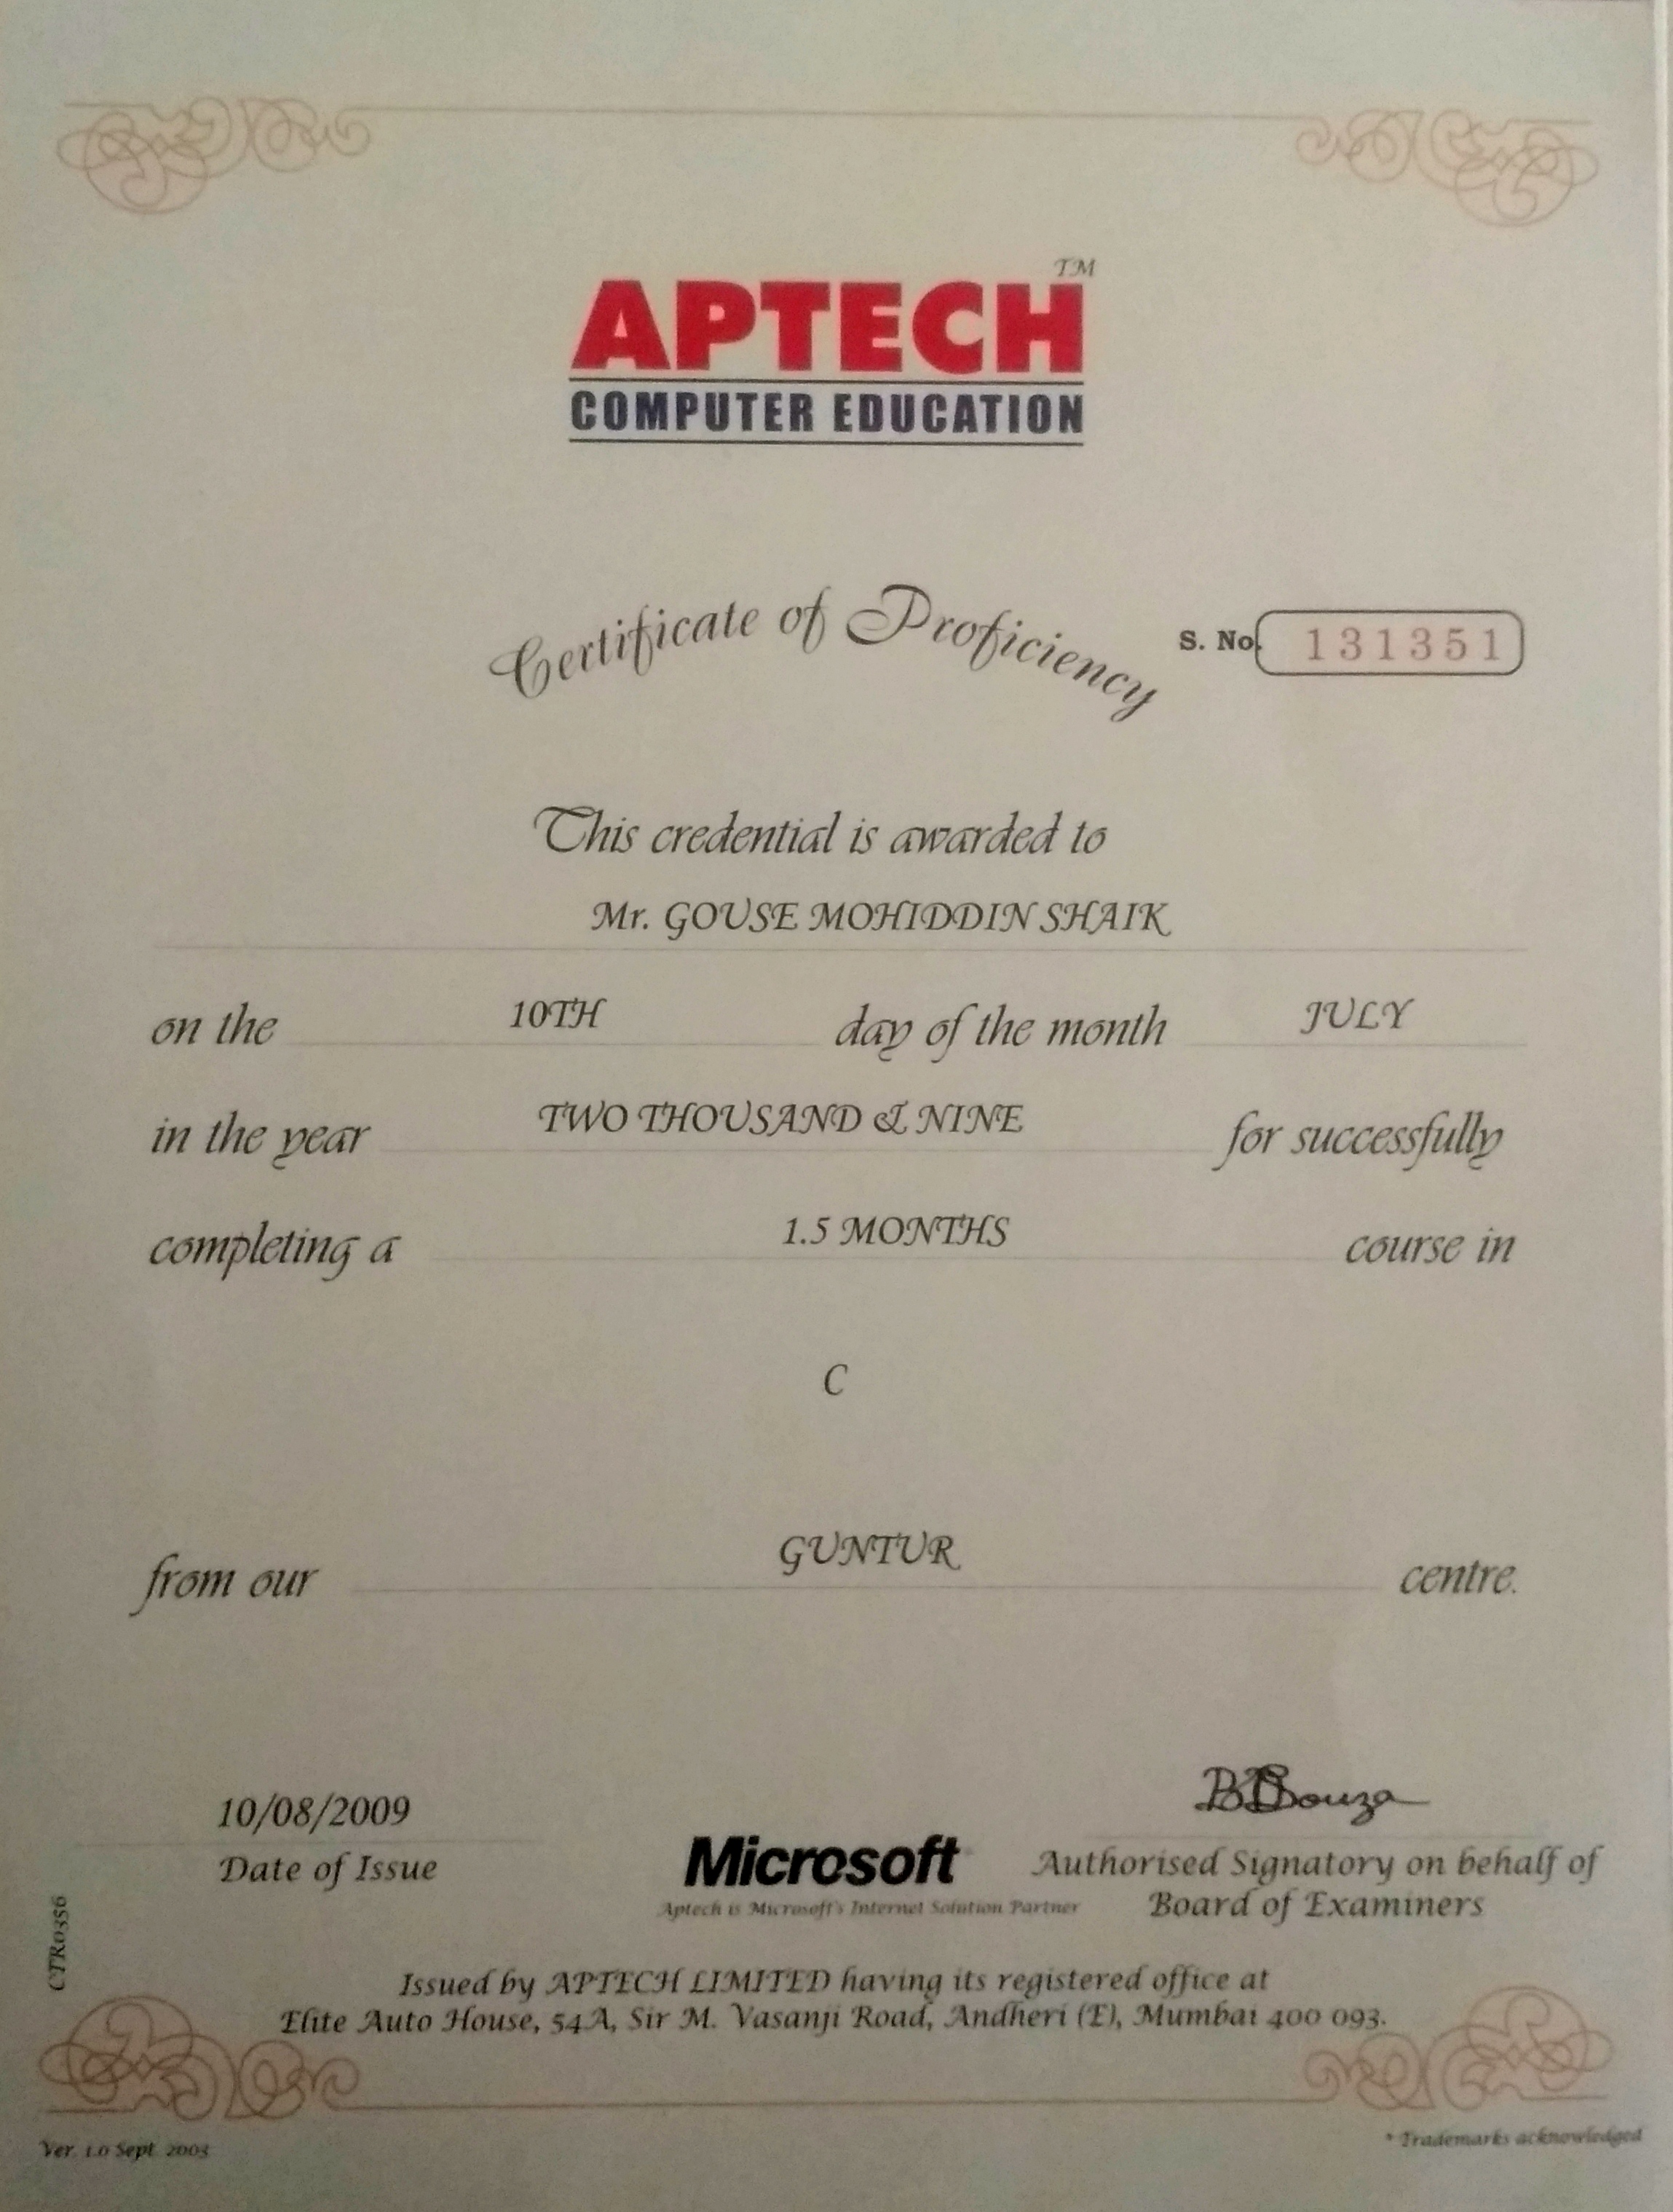 TM
APTECH
COMPUTER EDUCATION
Certificate of Proficiency
S. No. 131351
This credential is awarded to
Mr. GOUSE MOHIDDIN SHAIK
on the 10TH day of the month JULY
in the year TWO THOUSAND & NINE for successfully
completing a 1.5 MONTHS course in
C
from our GUNTUR centre.
10/08/2009
Date of Issue
BDSouza
Microsoft
Aptech is Microsoft's Internet Solution Partner
Authorised Signatory on behalf of
Board of Examiners
CTR0356
Issued by APTECH LIMITED having its registered office at
Elite Auto House, 54A, Sir M. Vasanji Road, Andheri (E), Mumbai 400 093.
Ver. 1.0 Sept. 2003
* Trademarks acknowledged